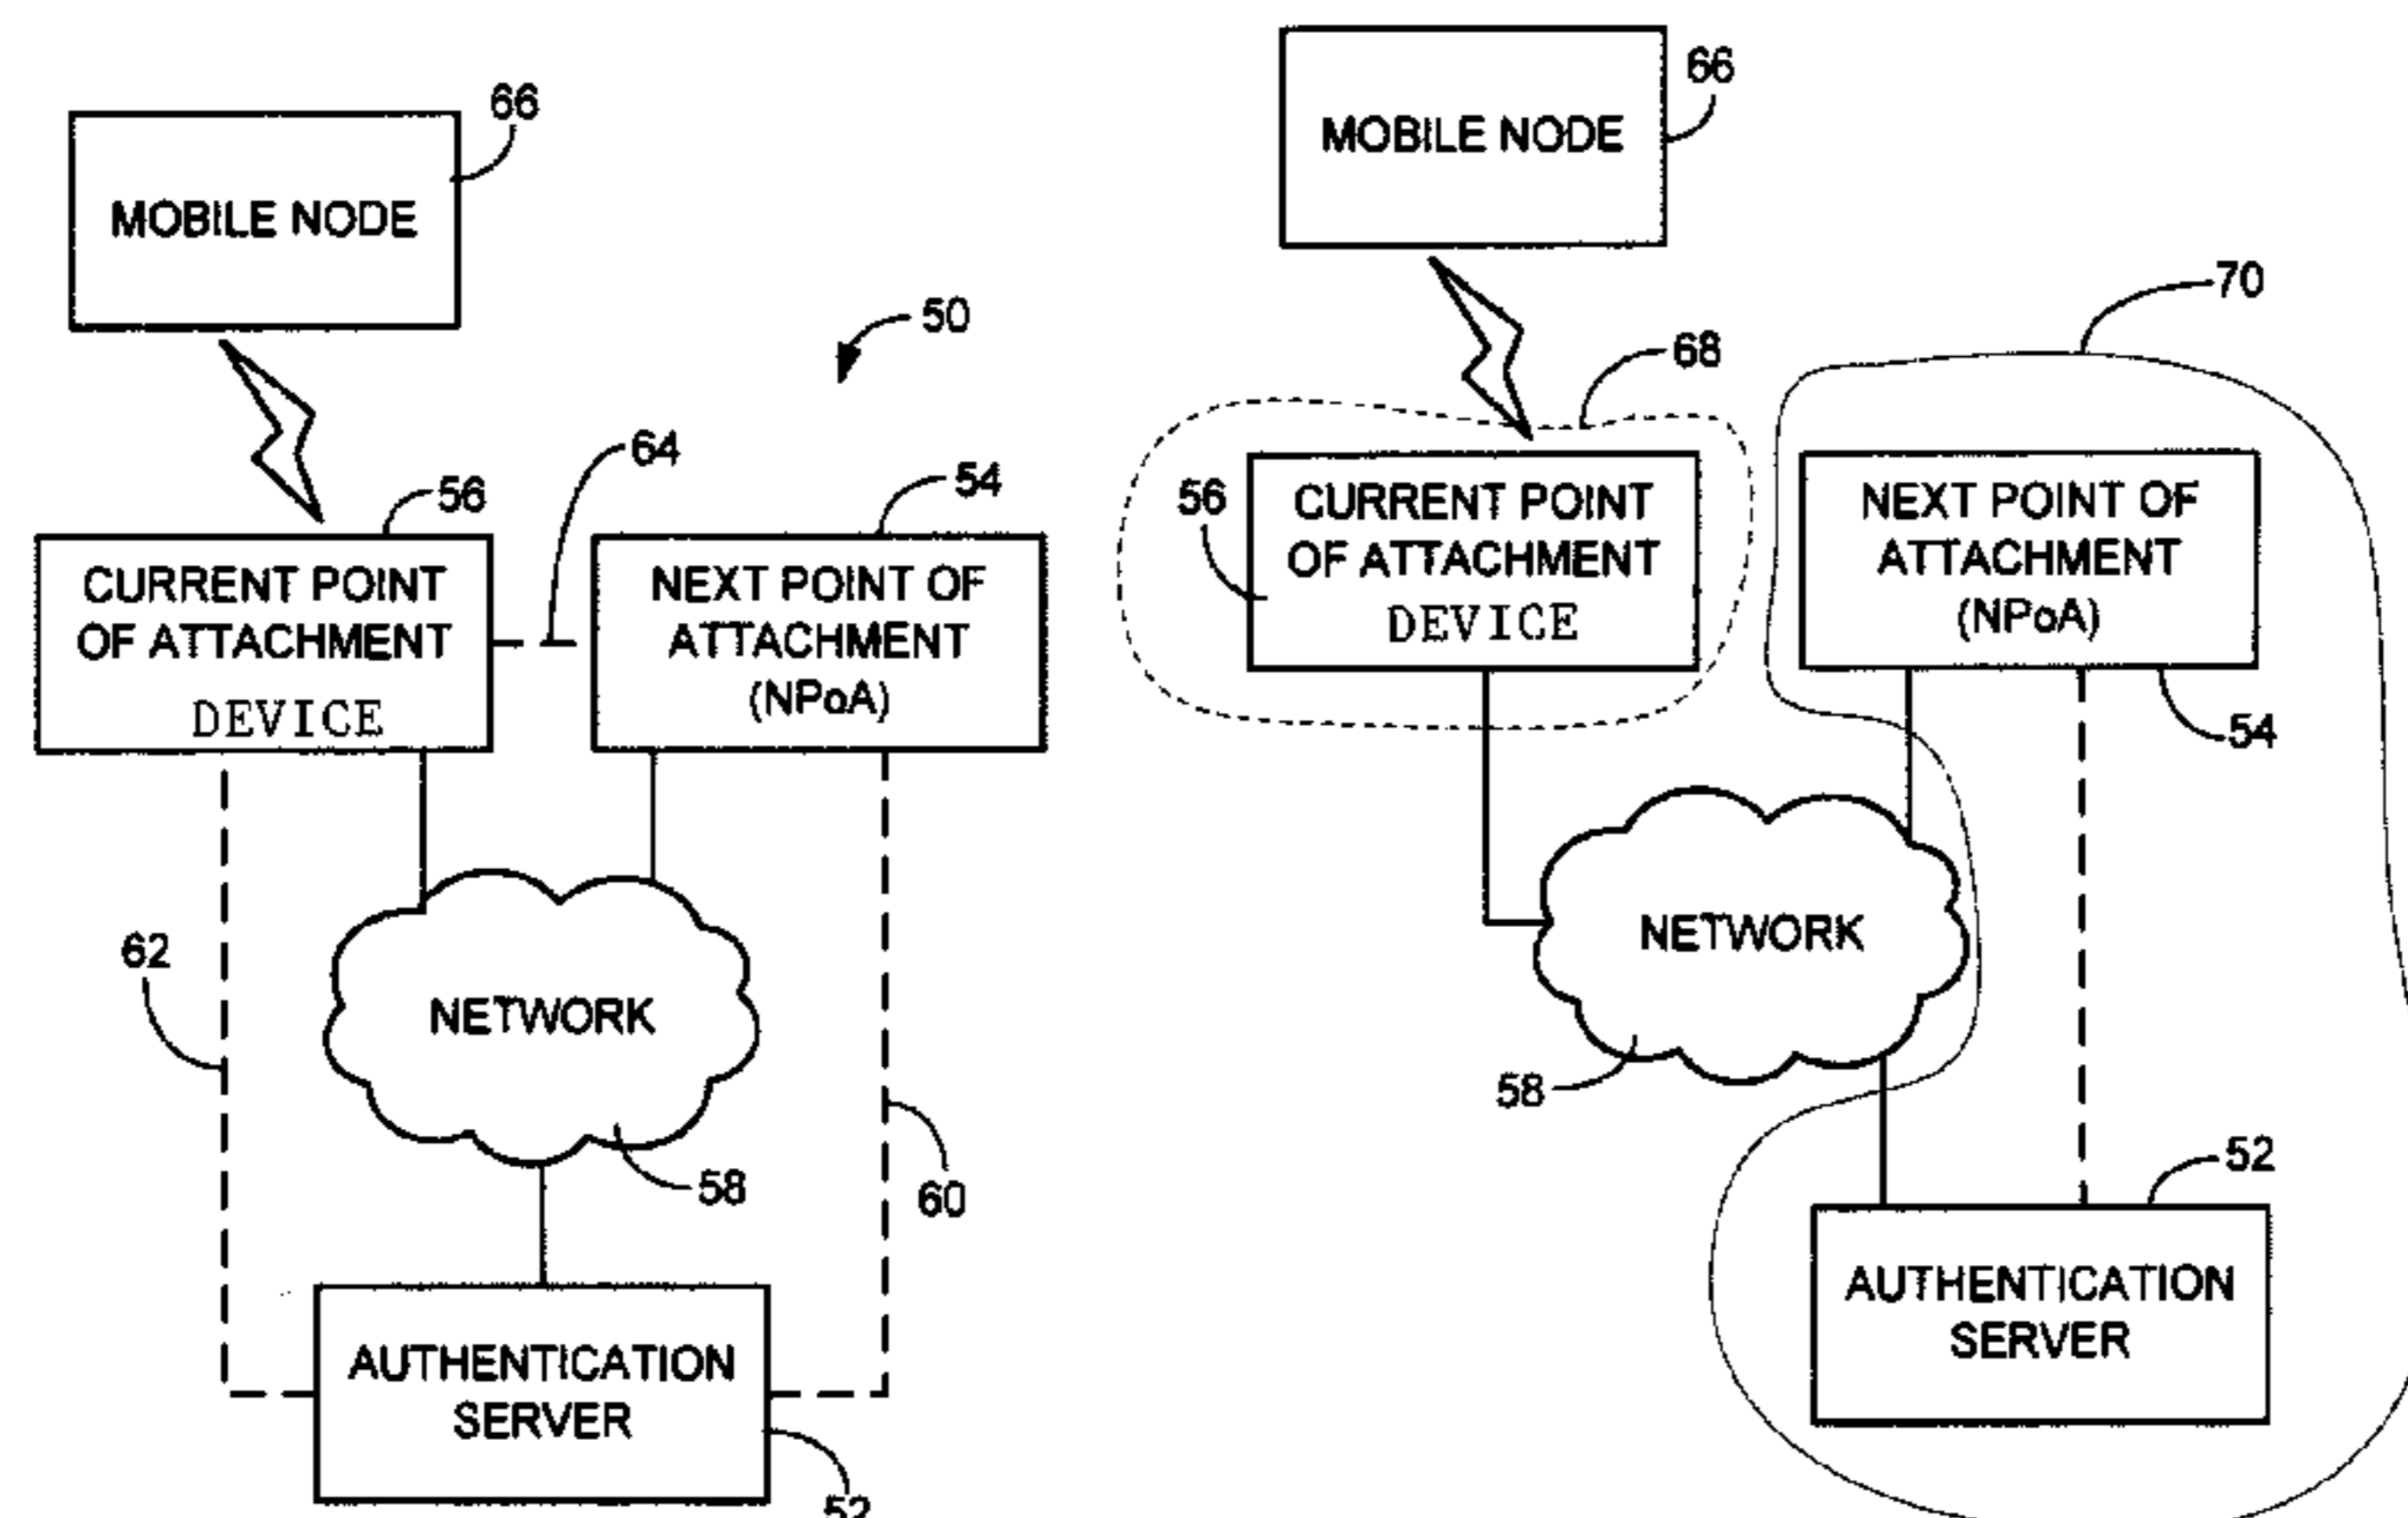 66
MOBILE NODE
50
64
56
54
CURRENT POINT
OF ATTACHMENT
DEVICE
NEXT POINT OF
ATTACHMENT
(NPoA)
62
NETWORK
58
60
AUTHENTICATION
SERVER
52
66
MOBILE NODE
70
68
56
CURRENT POINT
OF ATTACHMENT
DEVICE
NEXT POINT OF
ATTACHMENT
(NPoA)
54
NETWORK
58
52
AUTHENTICATION
SERVER